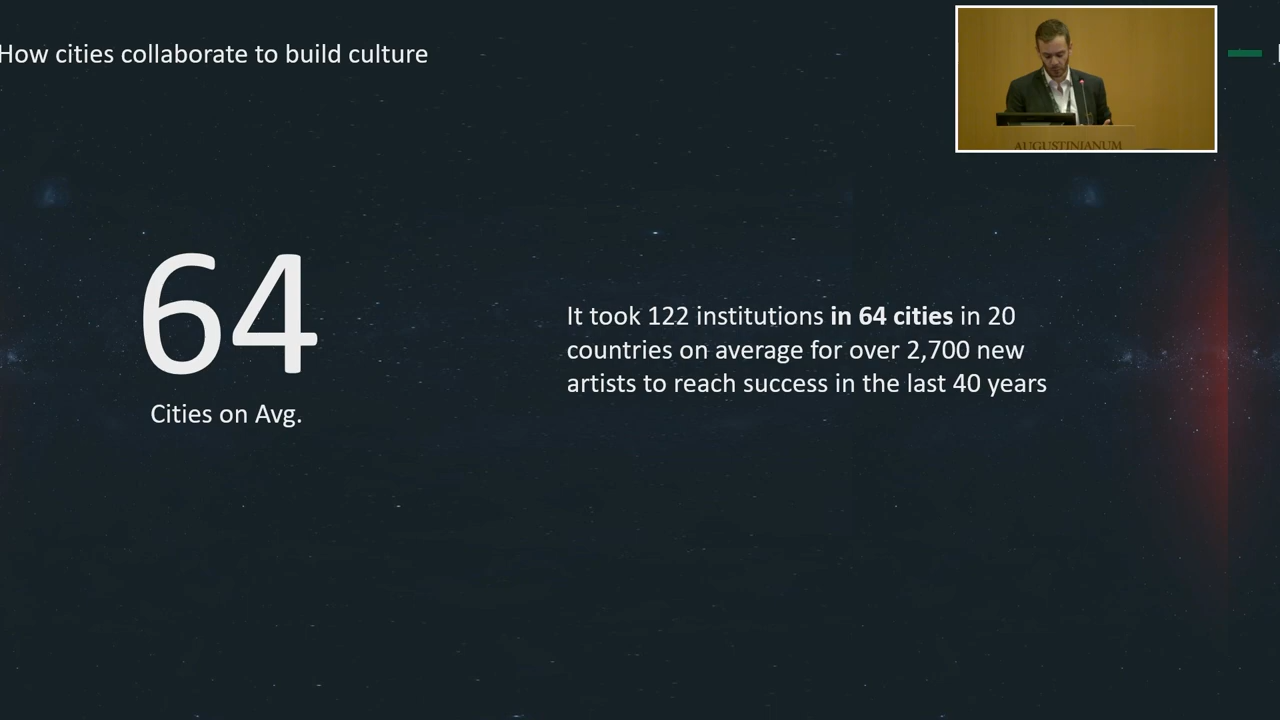 How cities collaborate to build culture
AUGUSTINIANUM
64
Cities on Avg.
It took 122 institutions in 64 cities in 20
countries on average for over 2,700 new
artists to reach success in the last 40 years